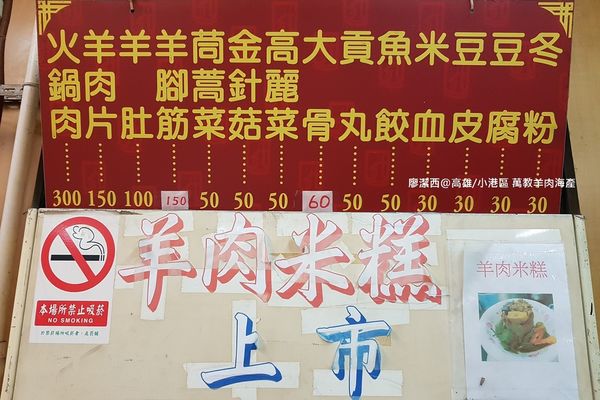 火鍋肉 300
羊肉片 150
羊肚 100
羊腳筋 150
茼蒿菜 50
金針菇 50
高麗菜 50
大骨 60
貢丸 50
魚餃 50
米血 30
豆皮 30
豆腐 30
冬粉 30
廖潔西@高雄/小港區 萬教羊肉海產
本場所禁止吸菸
NO SMOKING
羊肉米糕
上市
羊肉米糕